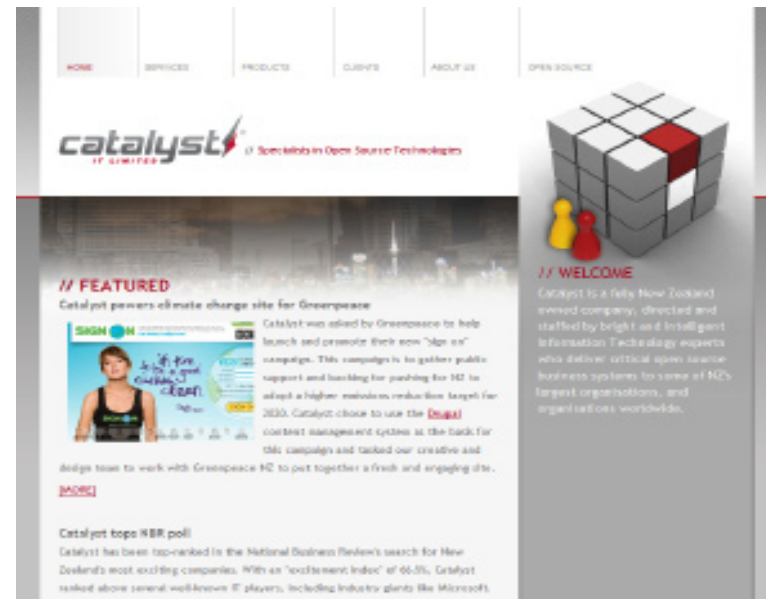 HOME SERVICES PRODUCTS CLIENTS ABOUT US OPEN SOURCE
catalyst
IT LIMITED
// Specialists in Open Source Technologies
// FEATURED
Catalyst powers climate change site for Greenpeace
SIGN ON
Catalyst was asked by Greenpeace to help
launch and promote their new "sign on"
campaign. This campaign is to gather public
support and backing for pushing for NZ to
adopt a higher emissions reduction target for
2020. Catalyst chose to use the Drupal
content management system as the basis for
this campaign and tasked our creative and
design team to work with Greenpeace NZ to put together a fresh and engaging site.
[MORE]
Catalyst tops NBR poll
Catalyst has been top-ranked in the National Business Review's search for New
Zealand's most exciting companies. With an "excitement index" of 66.5%, Catalyst
ranked above several well-known IT players, including industry giants like Microsoft.
// WELCOME
Catalyst is a fully New Zealand
owned company, directed and
staffed by bright and intelligent
Information Technology experts
who deliver critical open source
business systems to some of NZ's
largest organisations, and
organisations worldwide.